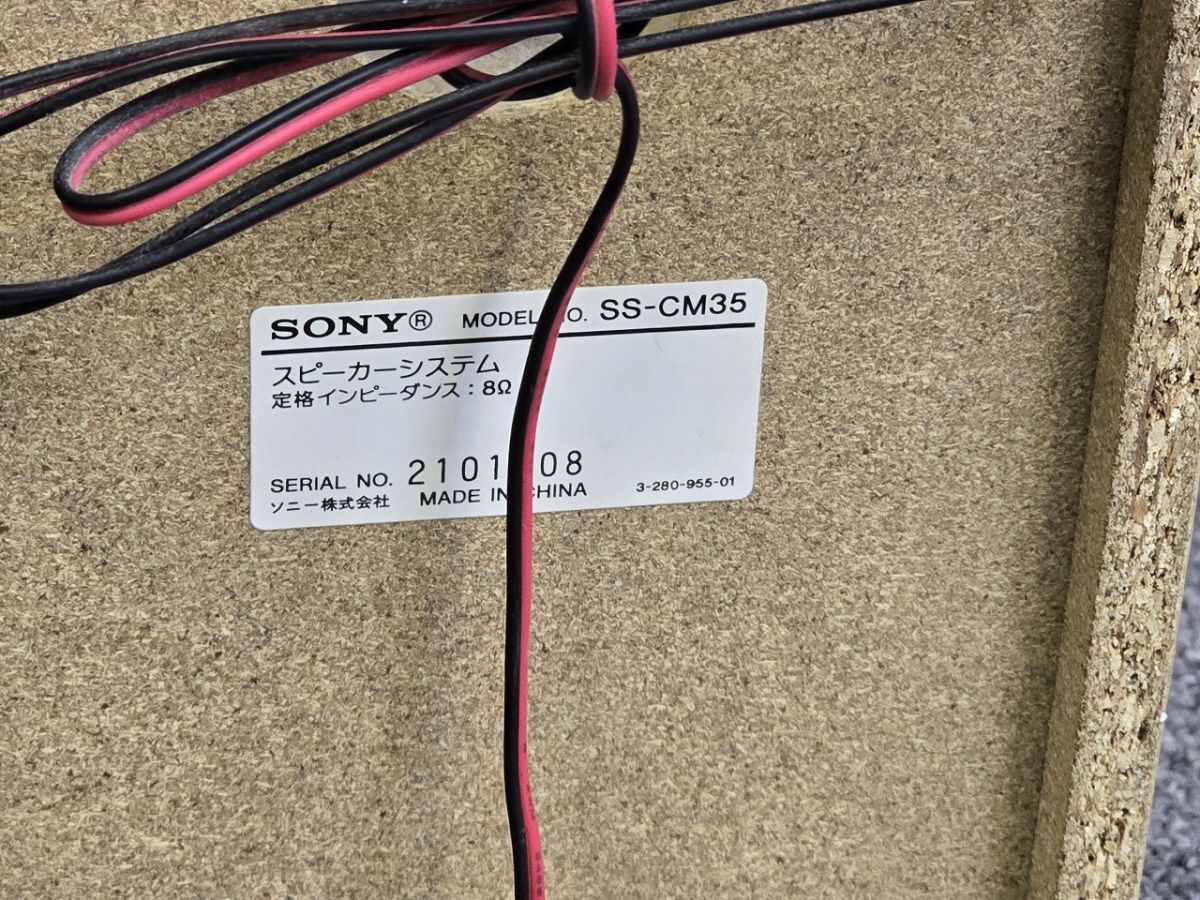 SONY® MODEL NO. SS-CM35
スピーカーシステム
定格インピーダンス：8Ω
SERIAL NO. 2101 08
ソニー株式会社 MADE IN CHINA 3-280-955-01